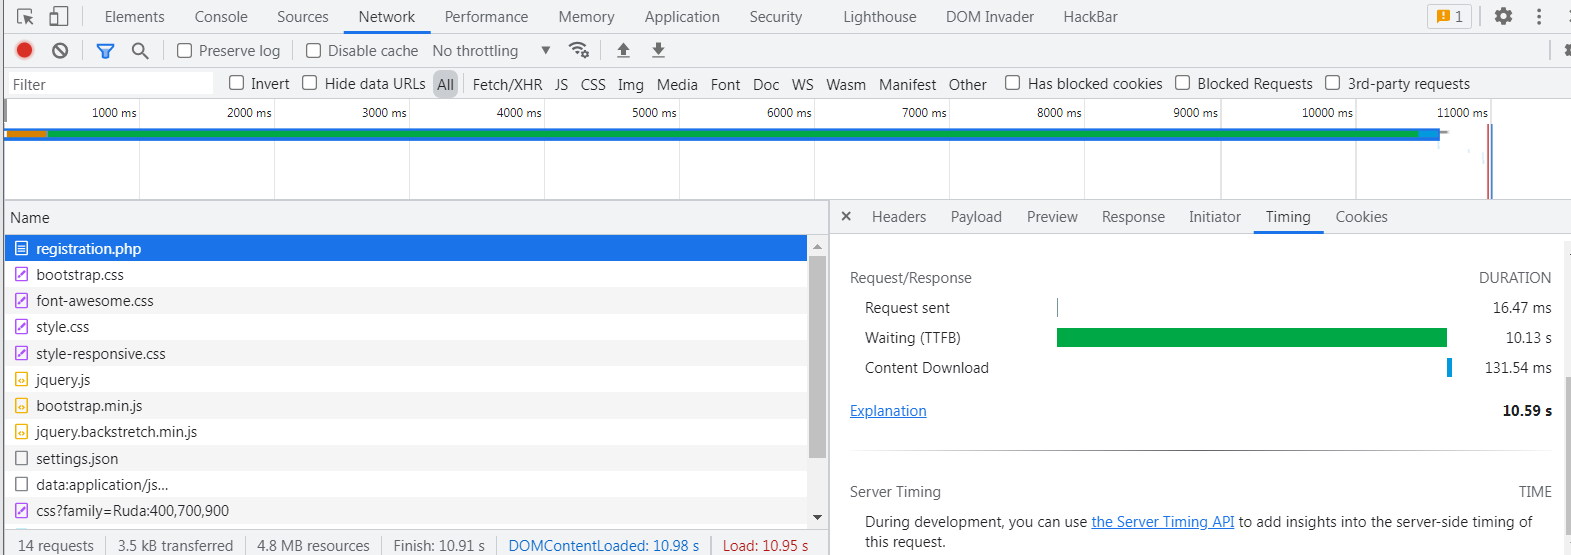 Elements Console Sources Network Performance Memory Application Security Lighthouse DOM Invader HackBar 1
Preserve log Disable cache No throttling
Filter Invert Hide data URLs All Fetch/XHR JS CSS Img Media Font Doc WS Wasm Manifest Other Has blocked cookies Blocked Requests 3rd-party requests
1000 ms 2000 ms 3000 ms 4000 ms 5000 ms 6000 ms 7000 ms 8000 ms 9000 ms 10000 ms 11000 ms
Name
registration.php
bootstrap.css
font-awesome.css
style.css
style-responsive.css
jquery.js
bootstrap.min.js
jquery.backstretch.min.js
settings.json
data:application/js...
css?family=Ruda:400,700,900
14 requests 3.5 kB transferred 4.8 MB resources Finish: 10.91 s DOMContentLoaded: 10.98 s Load: 10.95 s
× Headers Payload Preview Response Initiator Timing Cookies
Request/Response DURATION
Request sent 16.47 ms
Waiting (TTFB) 10.13 s
Content Download 131.54 ms
Explanation 10.59 s
Server Timing TIME
During development, you can use the Server Timing API to add insights into the server-side timing of
this request.